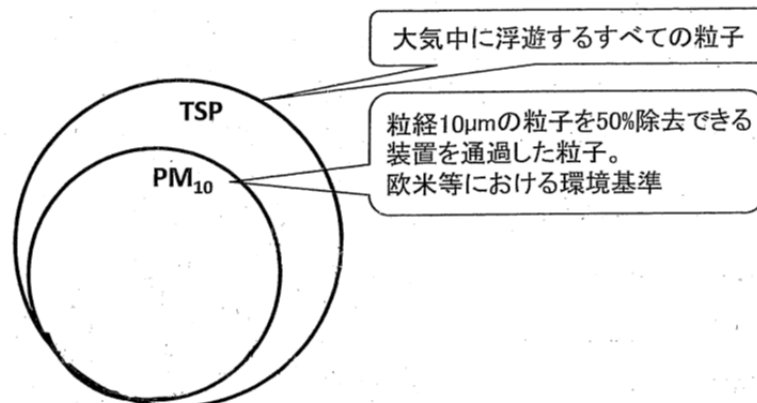 大気中に浮遊するすべての粒子
TSP
粒経10μmの粒子を50%除去できる
装置を通過した粒子。
欧米等における環境基準
PM₁₀